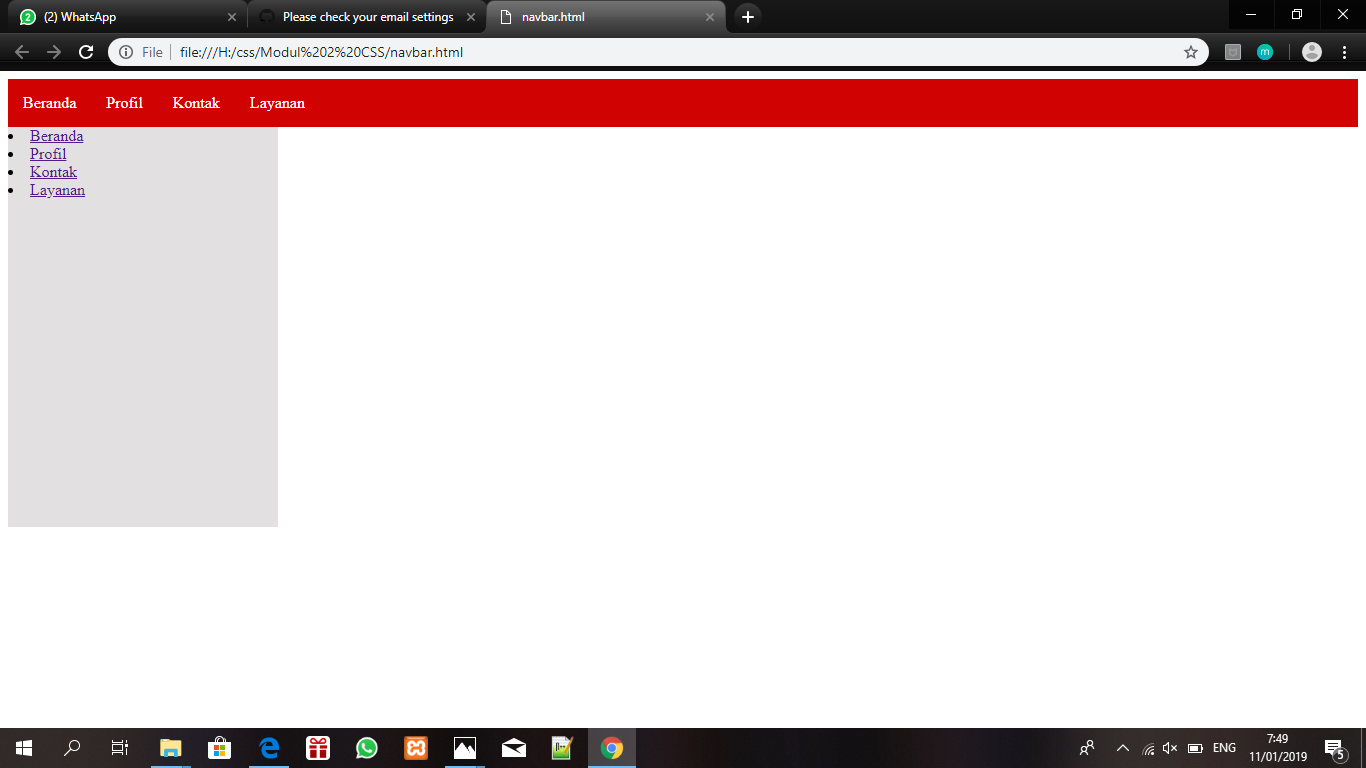 (2) WhatsApp
Please check your email settings
navbar.html
File
file:///H:/css/Modul%202%20CSS/navbar.html
m
Beranda Profil Kontak Layanan
Beranda
Profil
Kontak
Layanan
ENG
7:49
11/01/2019
5